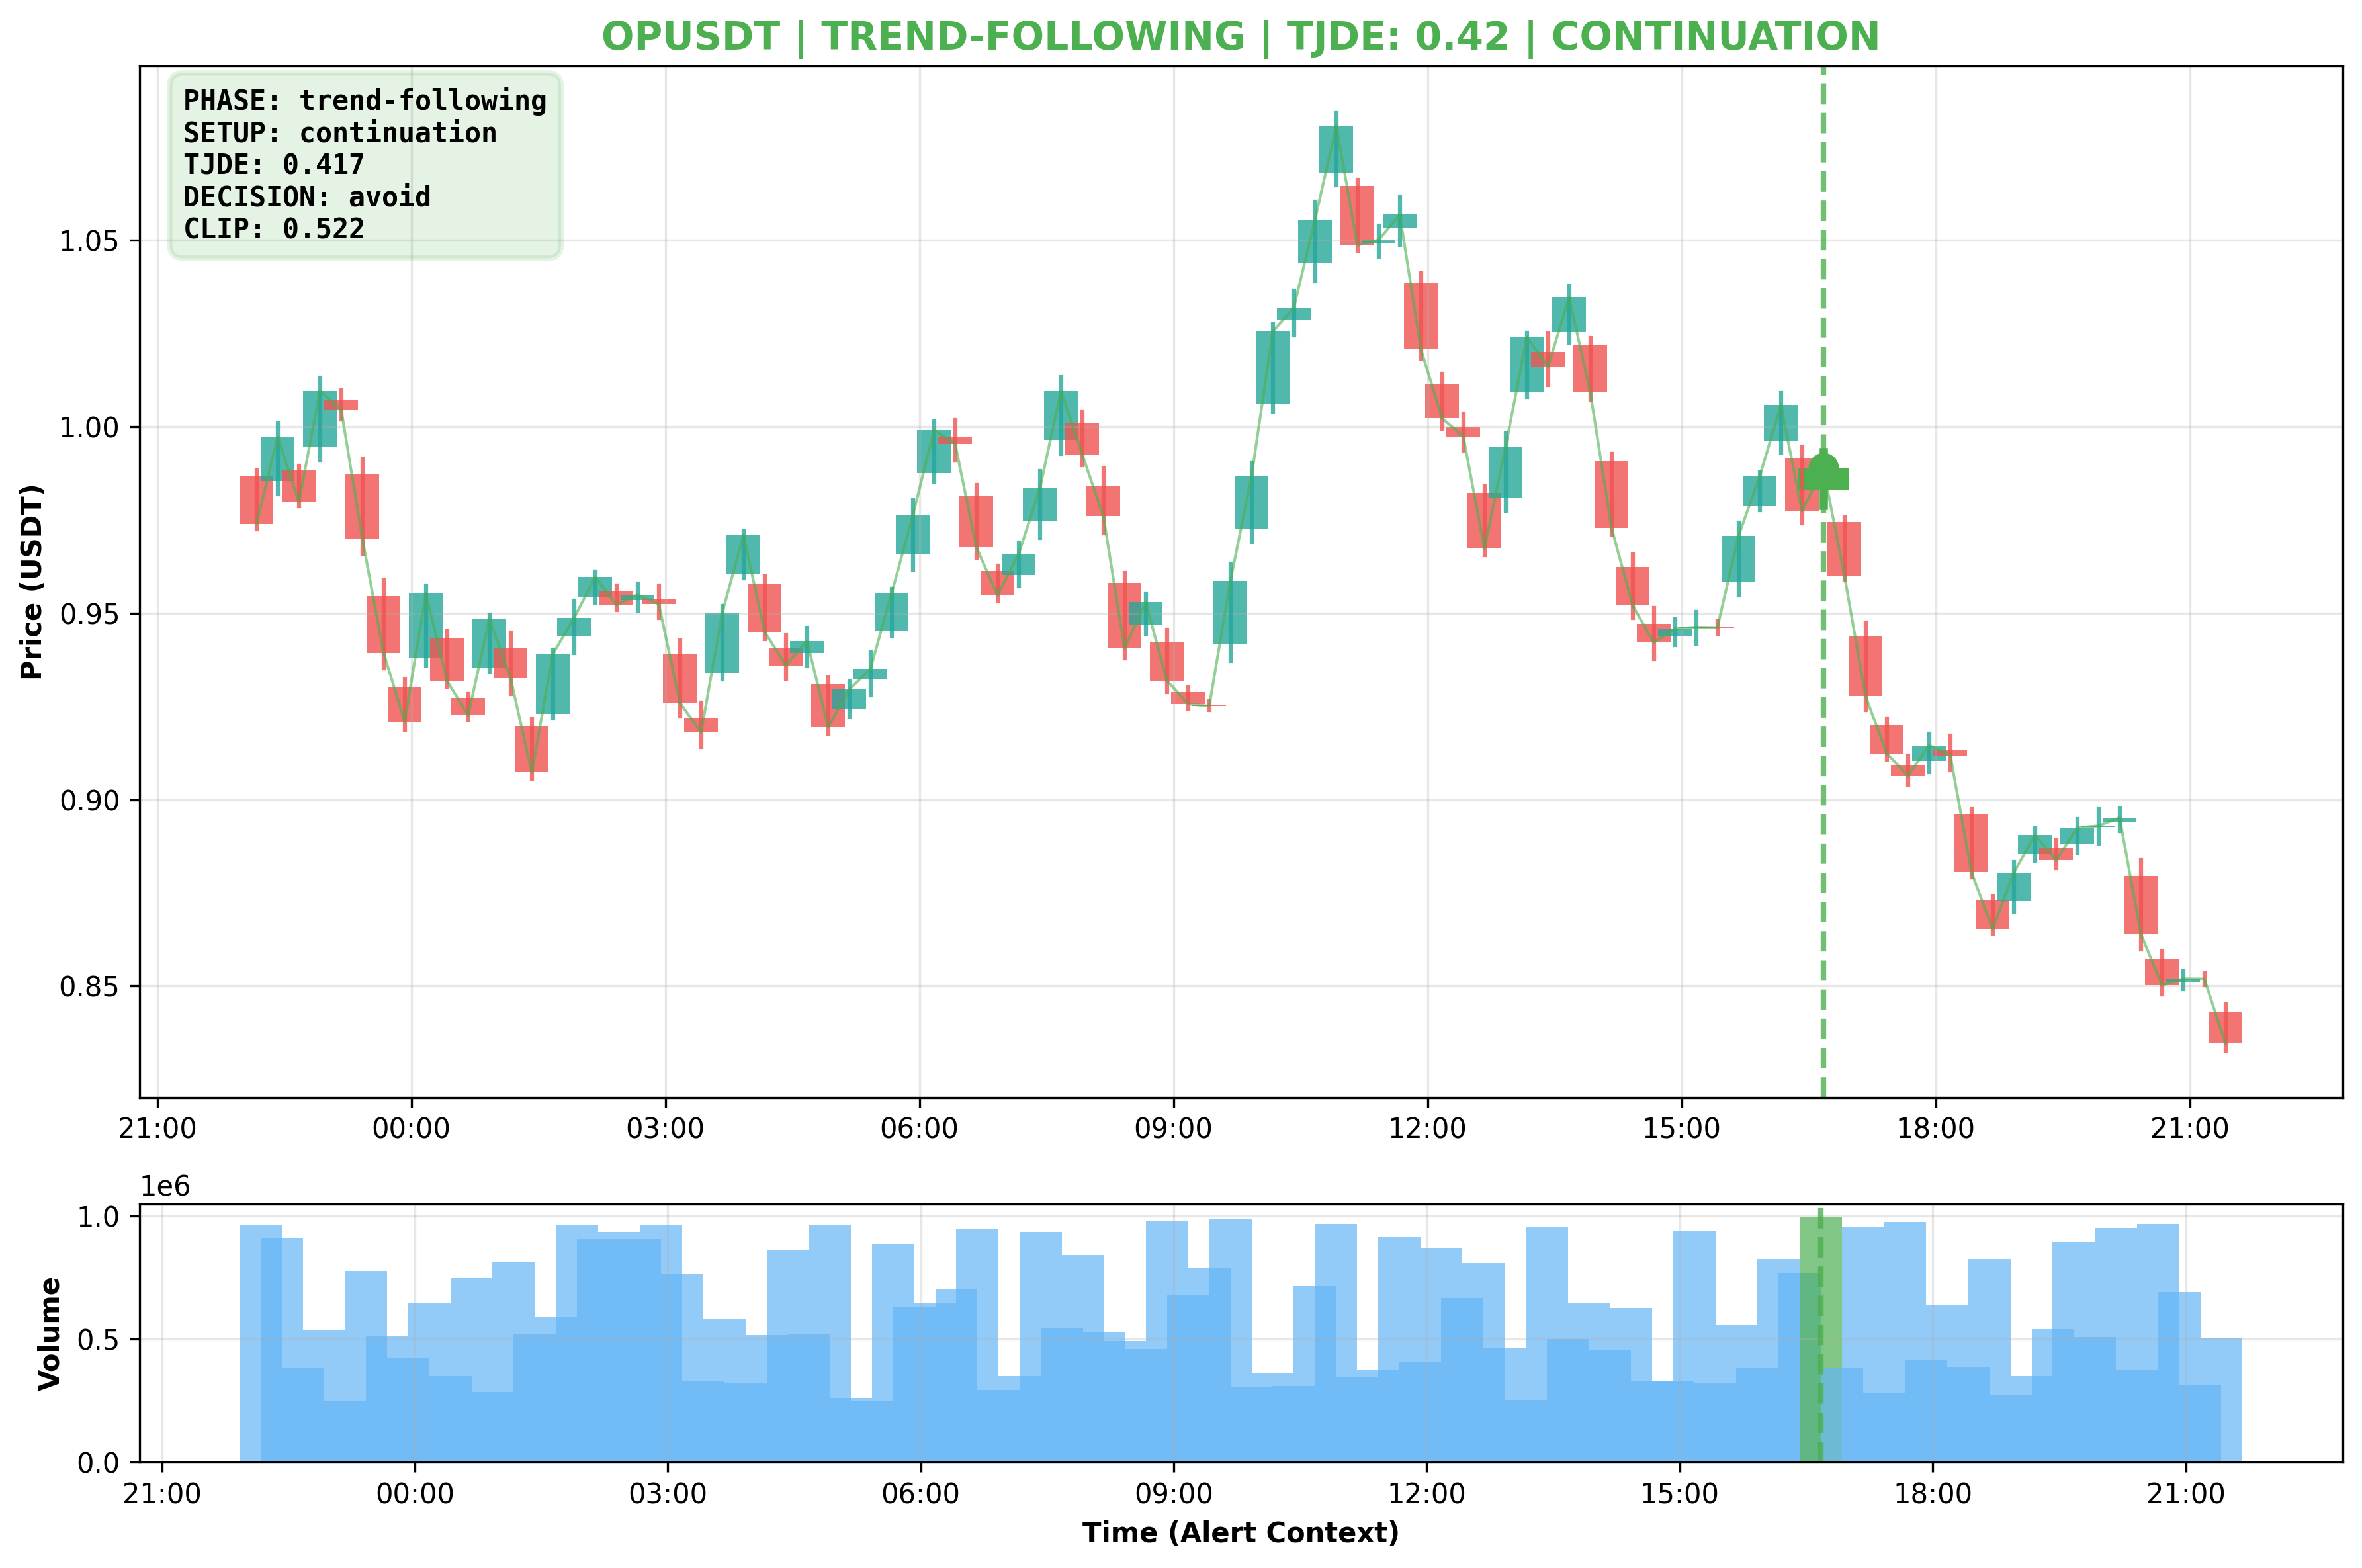 OPUSDT | TREND-FOLLOWING | TJDE: 0.42 | CONTINUATION
PHASE: trend-following
SETUP: continuation
TJDE: 0.417
DECISION: avoid
CLIP: 0.522
Price (USDT)
1.05
1.00
0.95
0.90
0.85
21:00 00:00 03:00 06:00 09:00 12:00 15:00 18:00 21:00
1e6
Volume
1.0
0.5
0.0
21:00 00:00 03:00 06:00 09:00 12:00 15:00 18:00 21:00
Time (Alert Context)